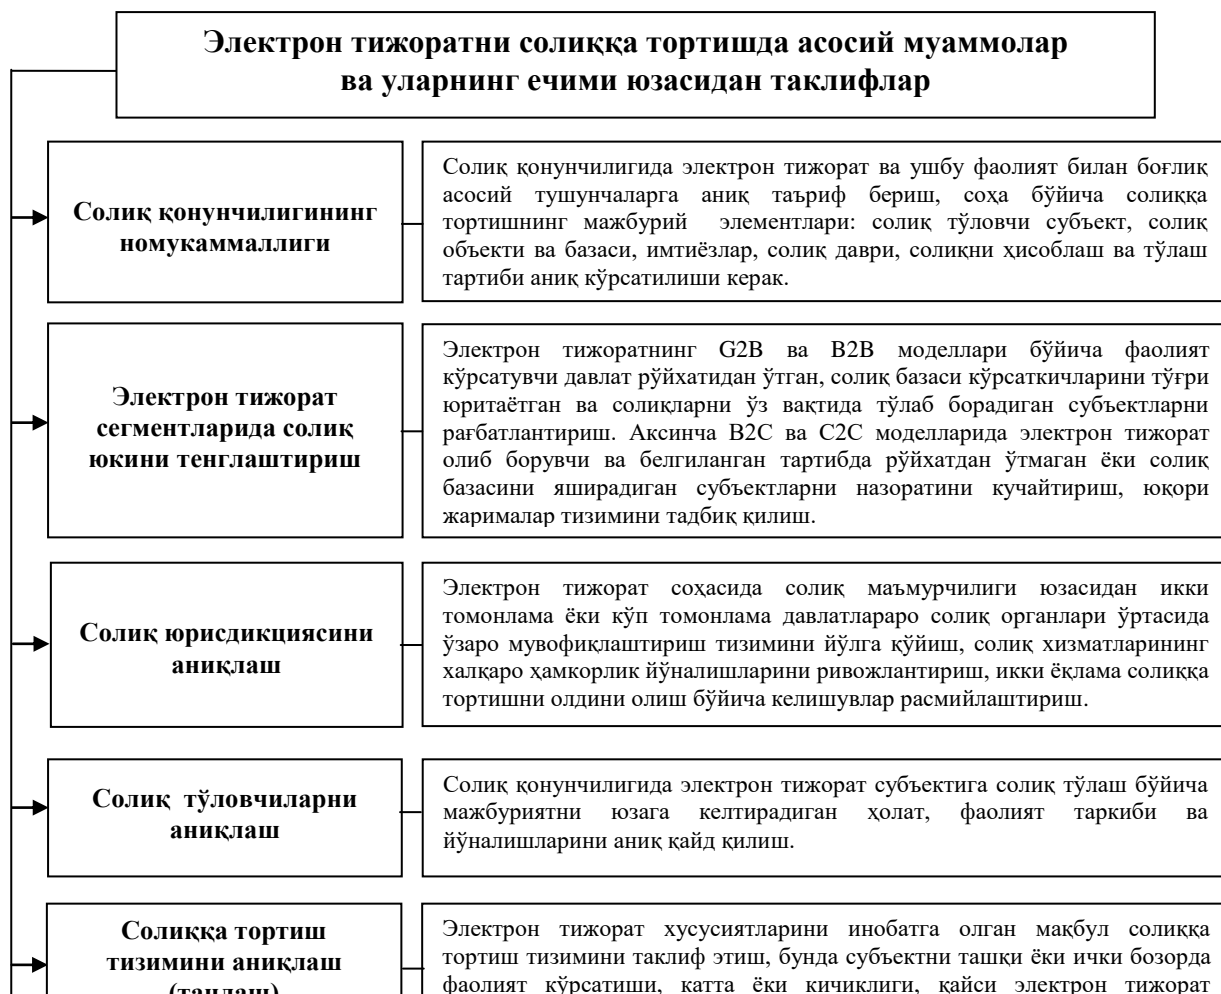 Электрон тижоратни солиққа тортишда асосий муаммолар
ва уларнинг ечими юзасидан таклифлар
Солиқ қонунчилигининг
номукаммаллиги
Солиқ қонунчилигида электрон тижорат ва ушбу фаолият билан боғлиқ
асосий тушунчаларга аниқ таъриф бериш, соҳа бўйича солиққа
тортишнинг мажбурий элементлари: солиқ тўловчи субъект, солиқ
объекти ва базаси, имтиёзлар, солиқ даври, солиқни ҳисоблаш ва тўлаш
тартиби аниқ кўрсатилиши керак.
Электрон тижорат
сегментларида солиқ
юкини тенглаштириш
Электрон тижоратнинг G2B ва B2B моделлари бўйича фаолият
кўрсатувчи давлат рўйхатидан ўтган, солиқ базаси кўрсаткичларини тўғри
юритаётган ва солиқларни ўз вақтида тўлаб борадиган субъектларни
рағбатлантириш. Аксинча B2C ва C2C моделларида электрон тижорат
олиб борувчи ва белгиланган тартибда рўйхатдан ўтмаган ёки солиқ
базасини яширадиган субъектларни назоратини кучайтириш, юқори
жарималар тизимини тадбиқ қилиш.
Солиқ юрисдикциясини
аниқлаш
Электрон тижорат соҳасида солиқ маъмурчилиги юзасидан икки
томонлама ёки кўп томонлама давлатлараро солиқ органлари ўртасида
ўзаро мувофиқлаштириш тизимини йўлга қўйиш, солиқ хизматларининг
халқаро ҳамкорлик йўналишларини ривожлантириш, икки ёқлама солиққа
тортишни олдини олиш бўйича келишувлар расмийлаштириш.
Солиқ тўловчиларни
аниқлаш
Солиқ қонунчилигида электрон тижорат субъектига солиқ тўлаш бўйича
мажбуриятни юзага келтирадиган ҳолат, фаолият таркиби ва
йўналишларини аниқ қайд қилиш.
Солиққа тортиш
тизимини аниқлаш
(танлаш)
Электрон тижорат хусусиятларини инобатга олган мақбул солиққа
тортиш тизимини таклиф этиш, бунда субъектни ташқи ёки ички бозорда
фаолият кўрсатиши, катта ёки кичиклиги, қайси электрон тижорат